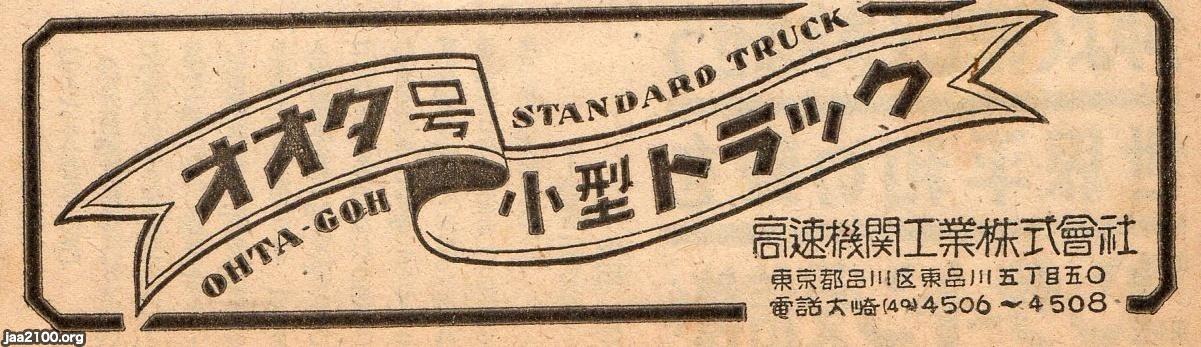 オオタ号
OHTA-GOH
STANDARD TRUCK
小型トラック
高速機関工業株式會社
東京都品川区東品川五丁目五〇
電話大崎(49)4506〜4508
jaa2100.org